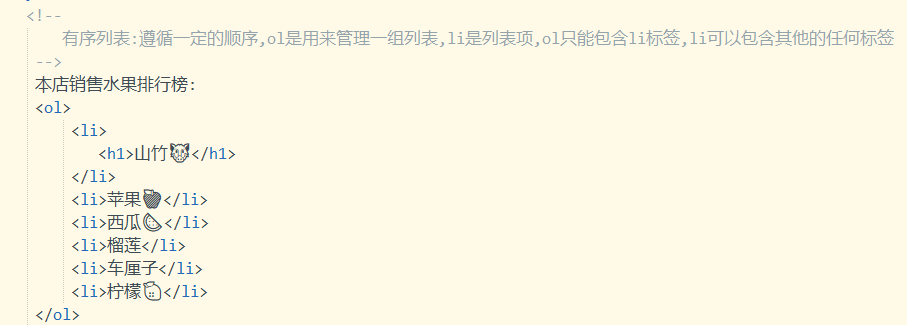 <!--
有序列表:遵循一定的顺序,ol是用来管理一组列表,li是列表项,ol只能包含li标签,li可以包含其他的任何标签
-->
本店销售水果排行榜:
<ol>
<li>
<h1>山竹🐱</h1>
</li>
<li>苹果🍎</li>
<li>西瓜🍉</li>
<li>榴莲</li>
<li>车厘子</li>
<li>柠檬🍋</li>
</ol>